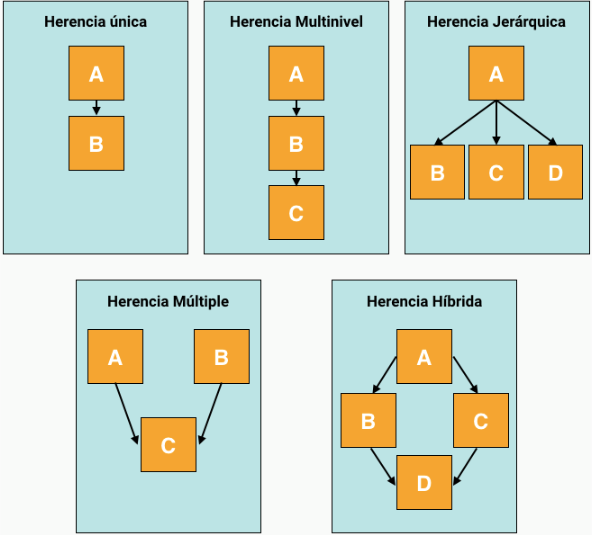 Herencia única
A
B
Herencia Multinivel
A
B
C
Herencia Jerárquica
A
B C D
Herencia Múltiple
A B
C
Herencia Híbrida
A
B C
D